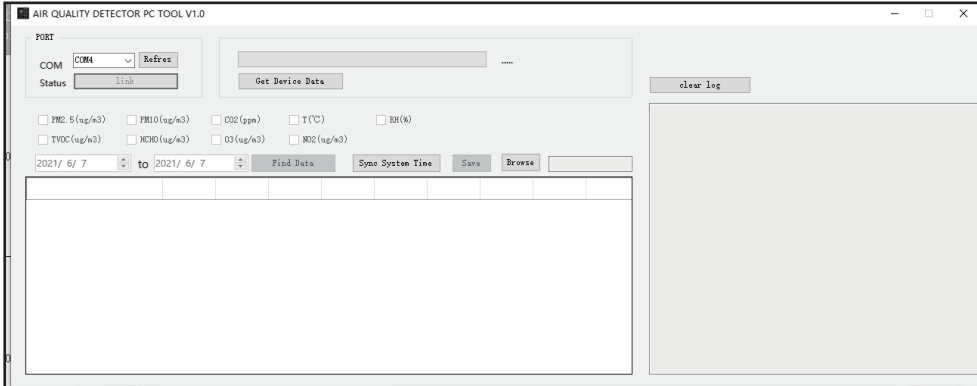 AIR QUALITY DETECTOR PC TOOL V1.0
PORT
COM COM4 Refres
Status link
.....
Get Device Data
clear log
PM2.5(ug/m3) PM10(ug/m3) CO2(ppm) T(℃) RH(%)
TVOC(ug/m3) HCHO(ug/m3) O3(ug/m3) NO2(ug/m3)
2021/ 6/ 7 to 2021/ 6/ 7 Find Data Sync System Time Save Browse